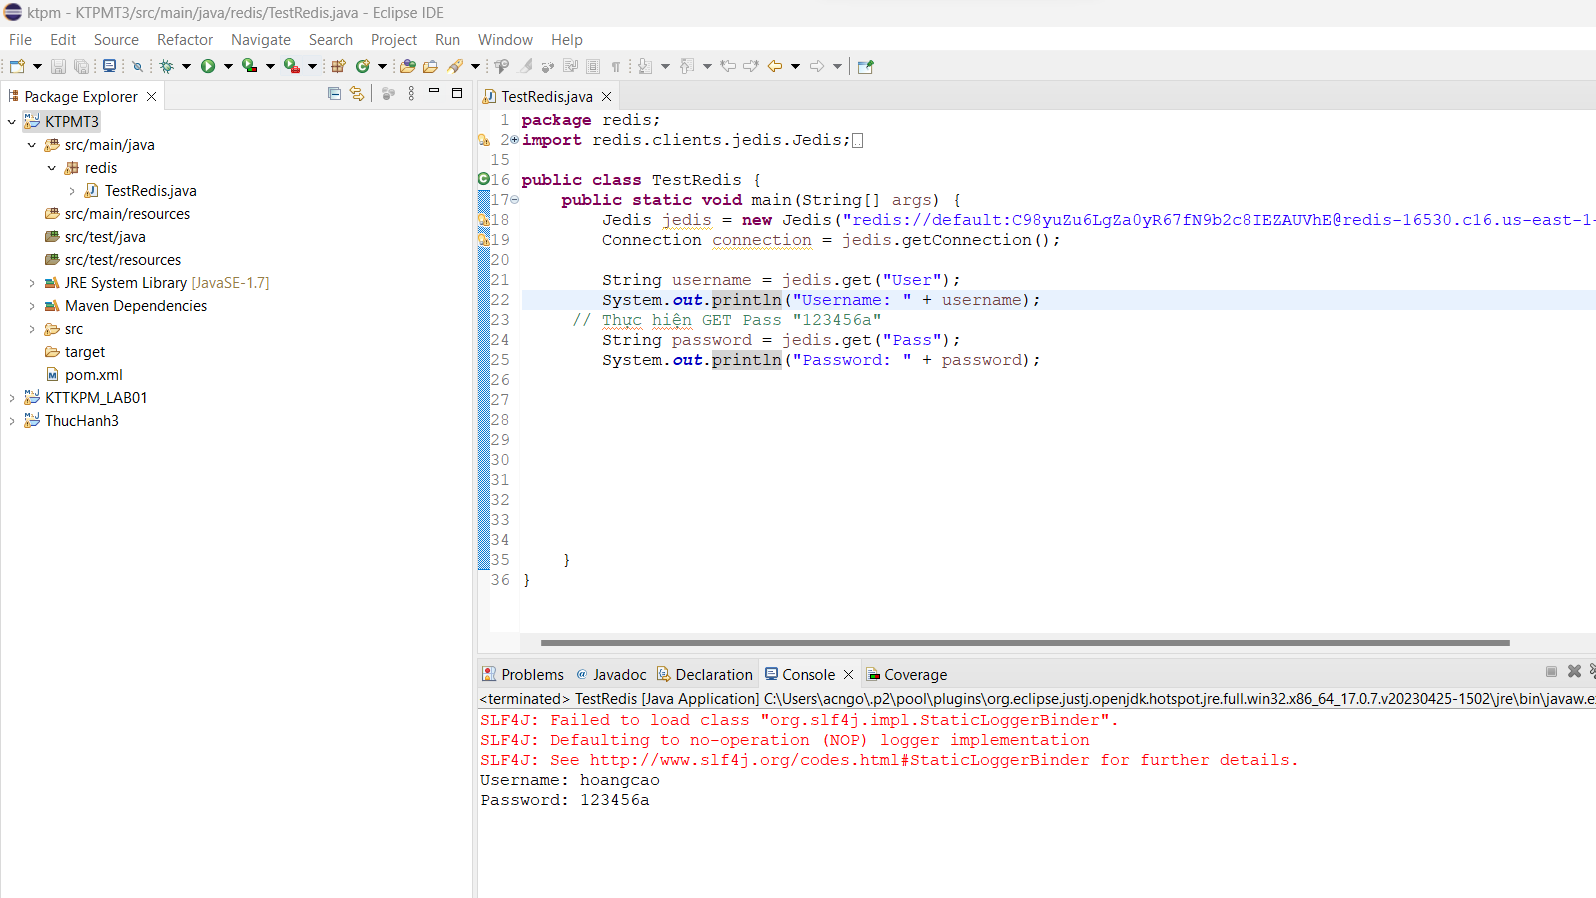 ktpm - KTPMT3/src/main/java/redis/TestRedis.java - Eclipse IDE
File Edit Source Refactor Navigate Search Project Run Window Help
Package Explorer
KTPMT3
src/main/java
redis
TestRedis.java
src/main/resources
src/test/java
src/test/resources
JRE System Library [JavaSE-1.7]
Maven Dependencies
src
target
pom.xml
KTTKPM_LAB01
ThucHanh3
TestRedis.java
1 package redis;
2 import redis.clients.jedis.Jedis;
15
16 public class TestRedis {
17 public static void main(String[] args) {
18 Jedis jedis = new Jedis("redis://default:C98yuZu6LgZa0yR67fN9b2c8IEZAUVhE@redis-16530.c16.us-east-1-
19 Connection connection = jedis.getConnection();
20
21 String username = jedis.get("User");
22 System.out.println("Username: " + username);
23 // Thực hiện GET Pass "123456a"
24 String password = jedis.get("Pass");
25 System.out.println("Password: " + password);
26
27
28
29
30
31
32
33
34
35 }
36 }
Problems Javadoc Declaration Console Coverage
<terminated> TestRedis [Java Application] C:\Users\acngo\.p2\pool\plugins\org.eclipse.justj.openjdk.hotspot.jre.full.win32.x86_64_17.0.7.v20230425-1502\jre\bin\javaw.e
SLF4J: Failed to load class "org.slf4j.impl.StaticLoggerBinder".
SLF4J: Defaulting to no-operation (NOP) logger implementation
SLF4J: See http://www.slf4j.org/codes.html#StaticLoggerBinder for further details.
Username: hoangcao
Password: 123456a